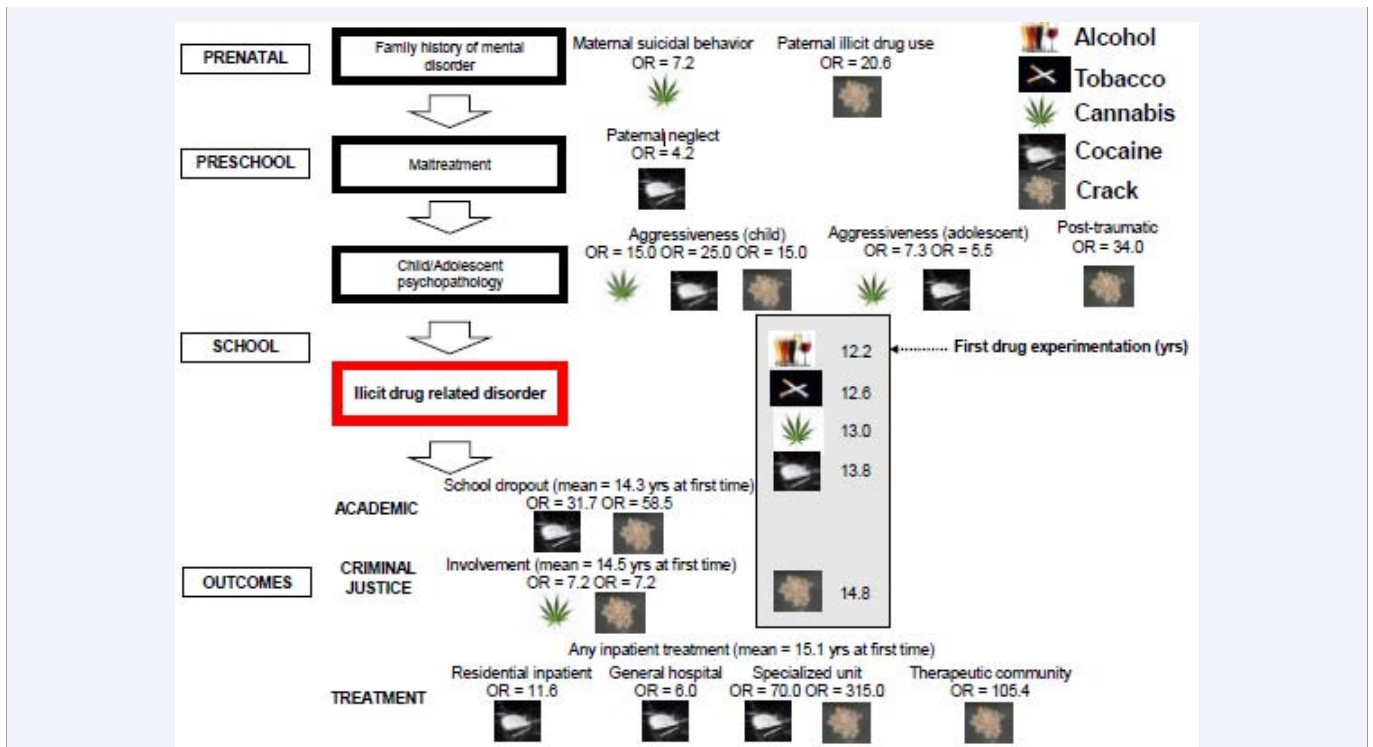 PRENATAL
Family history of mental
disorder
Maternal suicidal behavior
OR = 7.2
Paternal illicit drug use
OR = 20.6
Alcohol
Tobacco
Cannabis
Cocaine
Crack
PRESCHOOL
Maltreatment
Paternal neglect
OR = 4.2
Child/Adolescent
psychopathology
Aggressiveness (child)
OR = 15.0 OR = 25.0 OR = 15.0
Aggressiveness (adolescent)
OR = 7.3 OR = 5.5
Post-traumatic
OR = 34.0
SCHOOL
Ilicit drug related disorder
12.2
First drug experimentation (yrs)
12.6
13.0
13.8
14.8
ACADEMIC
School dropout (mean = 14.3 yrs at first time)
OR = 31.7 OR = 58.5
OUTCOMES
CRIMINAL
JUSTICE
Involvement (mean = 14.5 yrs at first time)
OR = 7.2 OR = 7.2
Any inpatient treatment (mean = 15.1 yrs at first time)
TREATMENT
Residential inpatient
OR = 11.6
General hospital
OR = 6.0
Specialized unit
OR = 70.0 OR = 315.0
Therapeutic community
OR = 105.4